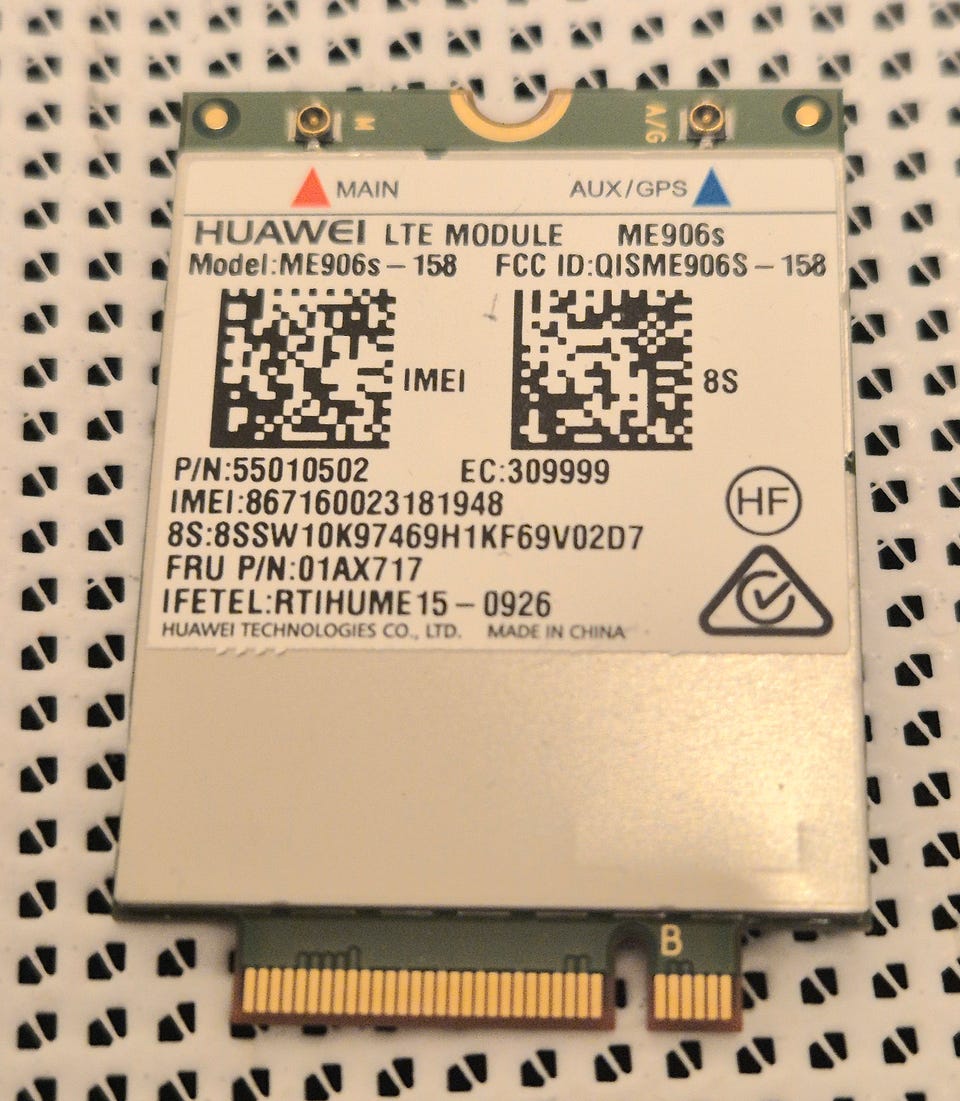 M A/G
MAIN AUX/GPS
HUAWEI LTE MODULE ME906s
Model:ME906s-158 FCC ID:QISME906S-158
IMEI 8S
P/N:55010502 EC:309999
IMEI:867160023181948
8S:8SSW10K97469H1KF69V02D7
HF
FRU P/N:01AX717
IFETEL:RTIHUME15-0926
HUAWEI TECHNOLOGIES CO., LTD. MADE IN CHINA
B